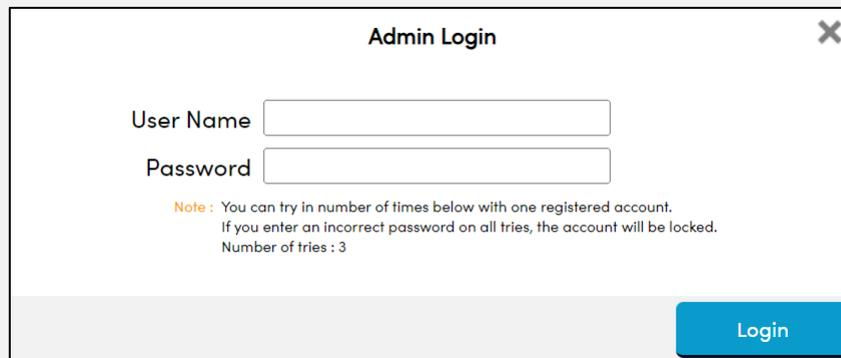 Admin Login
User Name
Password
Note : You can try in number of times below with one registered account.
If you enter an incorrect password on all tries, the account will be locked.
Number of tries : 3
Login